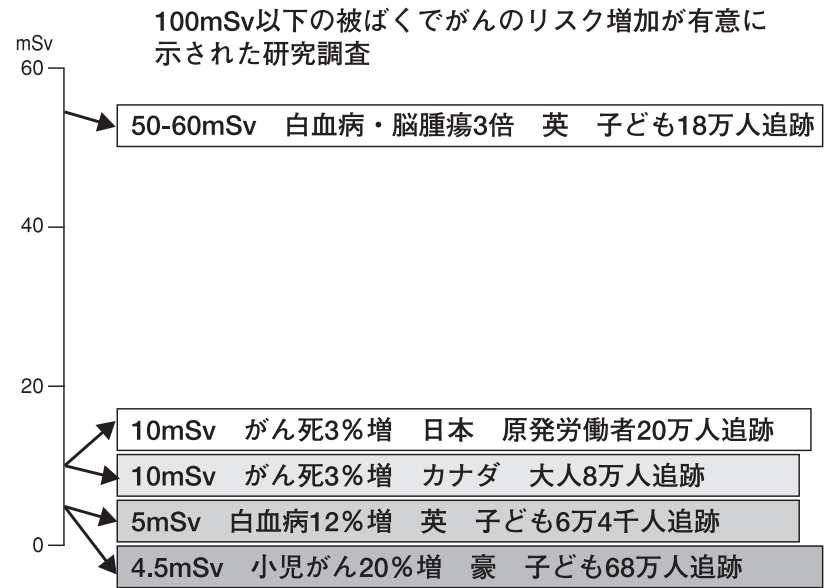 100mSv以下の被ばくでがんのリスク増加が有意に
示された研究調査
mSv
60
50-60mSv 白血病・脳腫瘍3倍 英 子ども18万人追跡
40
20
10mSv がん死3％増 日本 原発労働者20万人追跡
10mSv がん死3％増 カナダ 大人8万人追跡
5mSv 白血病12％増 英 子ども6万4千人追跡
0
4.5mSv 小児がん20％増 豪 子ども68万人追跡